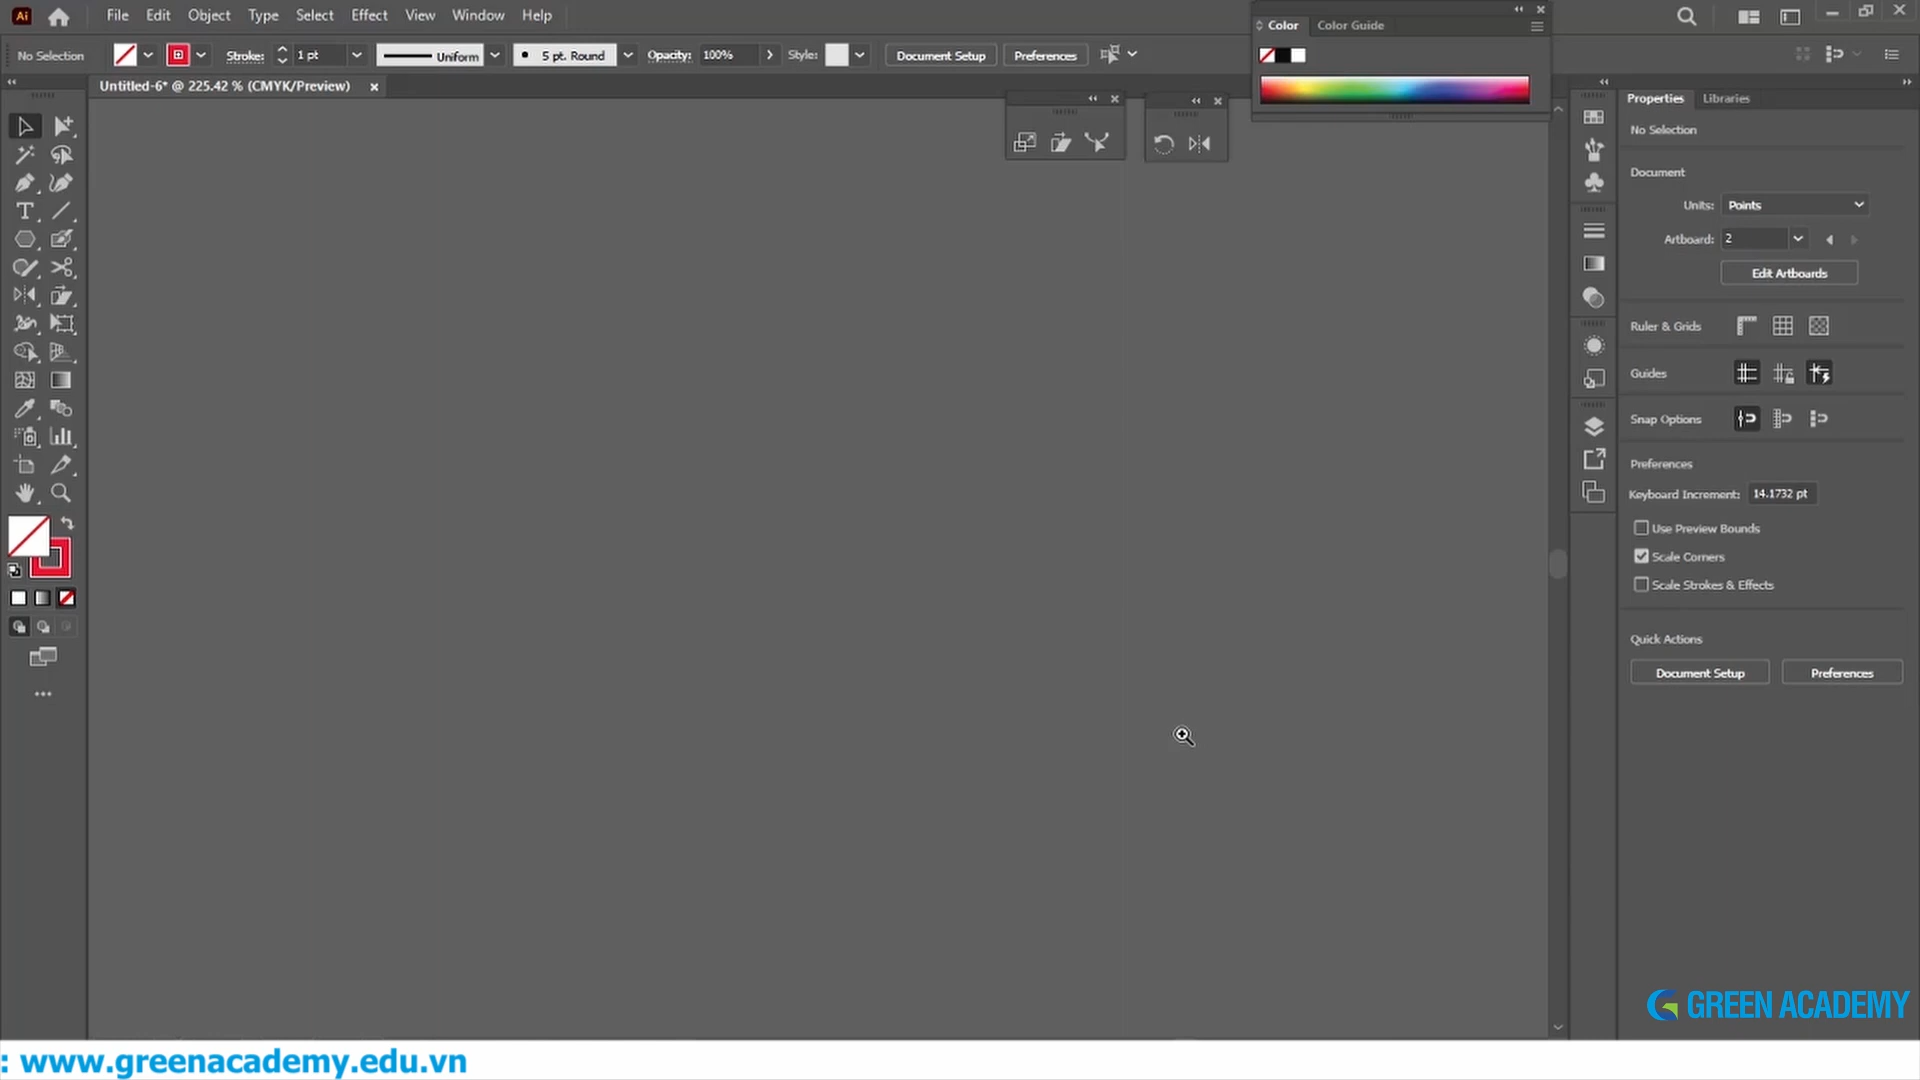 Ai File Edit Object Type Select Effect View Window Help
No Selection Stroke: 1 pt Uniform 5 pt. Round Opacity: 100% Style: Document Setup Preferences
Untitled-6* @ 225.42 % (CMYK/Preview)
Color Color Guide
Properties Libraries
No Selection
Document
Units: Points
Artboard: 2
Edit Artboards
Ruler & Grids
Guides
Snap Options
Preferences
Keyboard Increment: 14.1732 pt
Use Preview Bounds
Scale Corners
Scale Strokes & Effects
Quick Actions
Document Setup Preferences
GREEN ACADEMY
: www.greenacademy.edu.vn